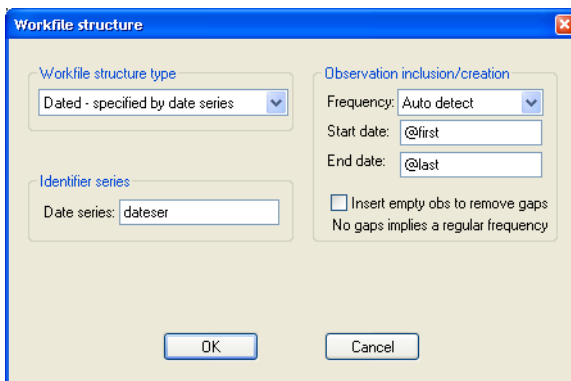 Workfile structure
Workfile structure type
Dated - specified by date series
Identifier series
Date series: dateser
Observation inclusion/creation
Frequency: Auto detect
Start date: @first
End date: @last
Insert empty obs to remove gaps
No gaps implies a regular frequency
OK
Cancel